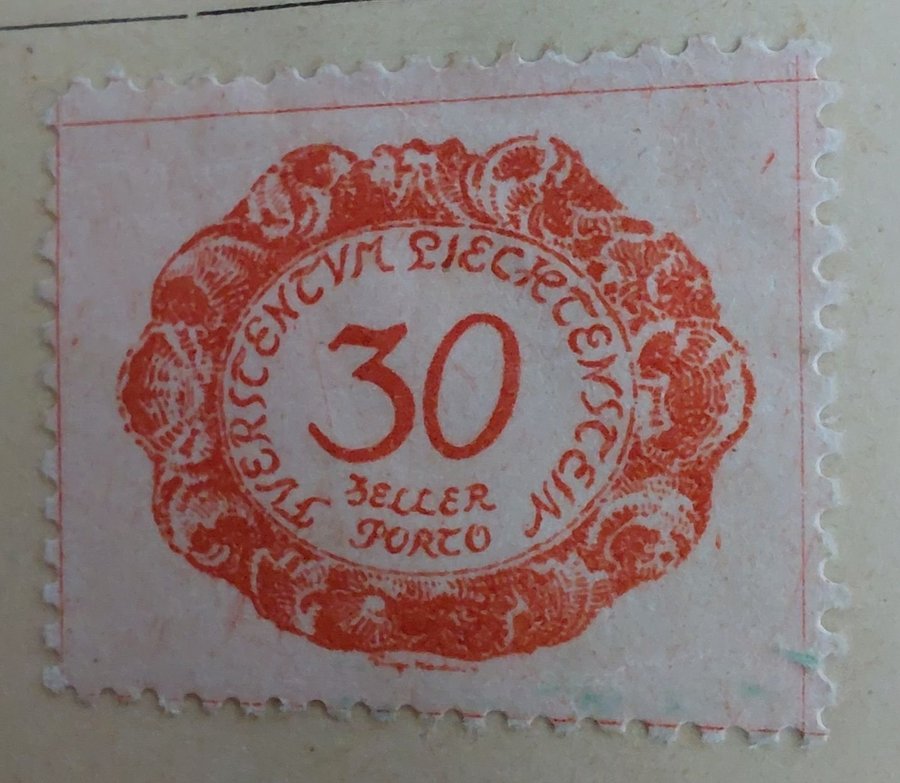 FVERSTENTVM LIECHTENSTEIN
30
HELLER
PORTO